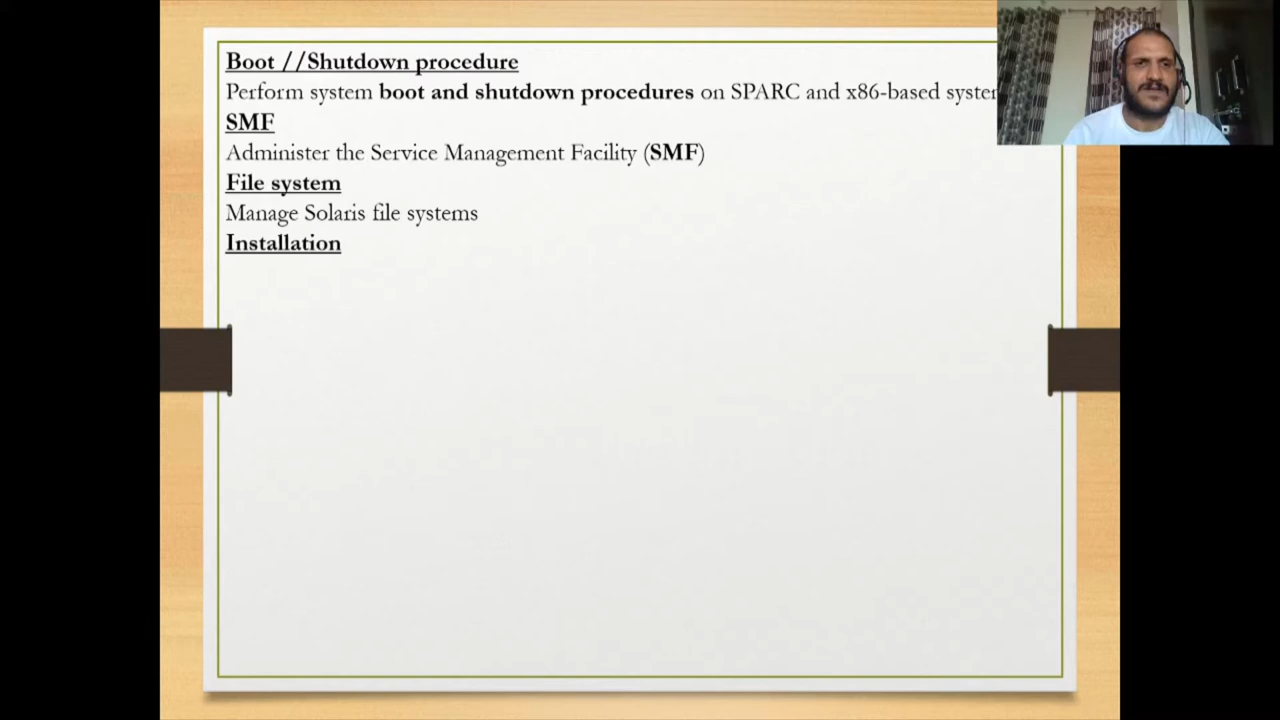 Boot //Shutdown procedure
Perform system boot and shutdown procedures on SPARC and x86-based
SMF
Administer the Service Management Facility (SMF)
File system
Manage Solaris file systems
Installation